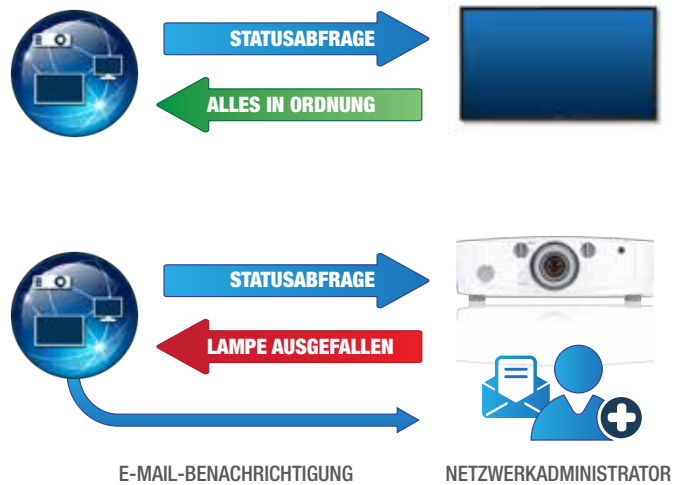 STATUSABFRAGE
ALLES IN ORDNUNG
STATUSABFRAGE
LAMPE AUSGEFALLEN
E-MAIL-BENACHRICHTIGUNG
NETZWERKADMINISTRATOR